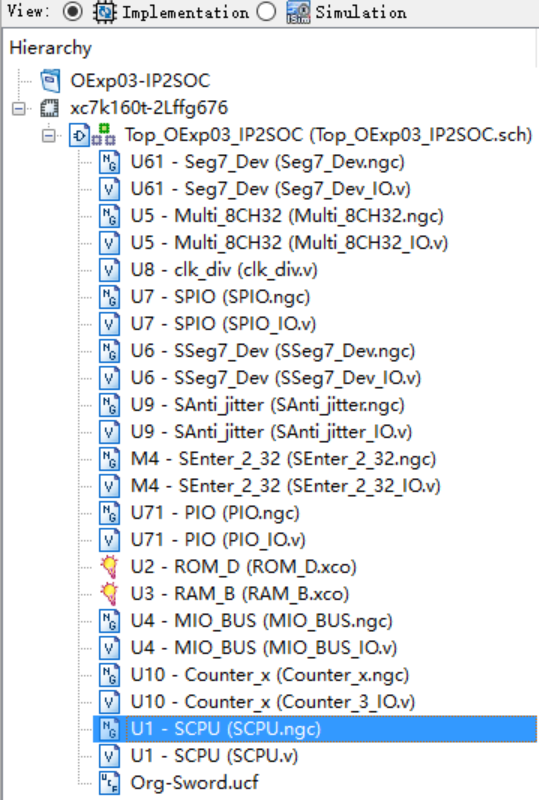 View: Implementation Simulation
Hierarchy
OExp03-IP2SOC
xc7k160t-2Lffg676
Top_OExp03_IP2SOC (Top_OExp03_IP2SOC.sch)
U61 - Seg7_Dev (Seg7_Dev.ngc)
U61 - Seg7_Dev (Seg7_Dev_IO.v)
U5 - Multi_8CH32 (Multi_8CH32.ngc)
U5 - Multi_8CH32 (Multi_8CH32_IO.v)
U8 - clk_div (clk_div.v)
U7 - SPIO (SPIO.ngc)
U7 - SPIO (SPIO_IO.v)
U6 - SSeg7_Dev (SSeg7_Dev.ngc)
U6 - SSeg7_Dev (SSeg7_Dev_IO.v)
U9 - SAnti_jitter (SAnti_jitter.ngc)
U9 - SAnti_jitter (SAnti_jitter_IO.v)
M4 - SEnter_2_32 (SEnter_2_32.ngc)
M4 - SEnter_2_32 (SEnter_2_32_IO.v)
U71 - PIO (PIO.ngc)
U71 - PIO (PIO_IO.v)
U2 - ROM_D (ROM_D.xco)
U3 - RAM_B (RAM_B.xco)
U4 - MIO_BUS (MIO_BUS.ngc)
U4 - MIO_BUS (MIO_BUS_IO.v)
U10 - Counter_x (Counter_x.ngc)
U10 - Counter_x (Counter_3_IO.v)
U1 - SCPU (SCPU.ngc)
U1 - SCPU (SCPU.v)
Org-Sword.ucf